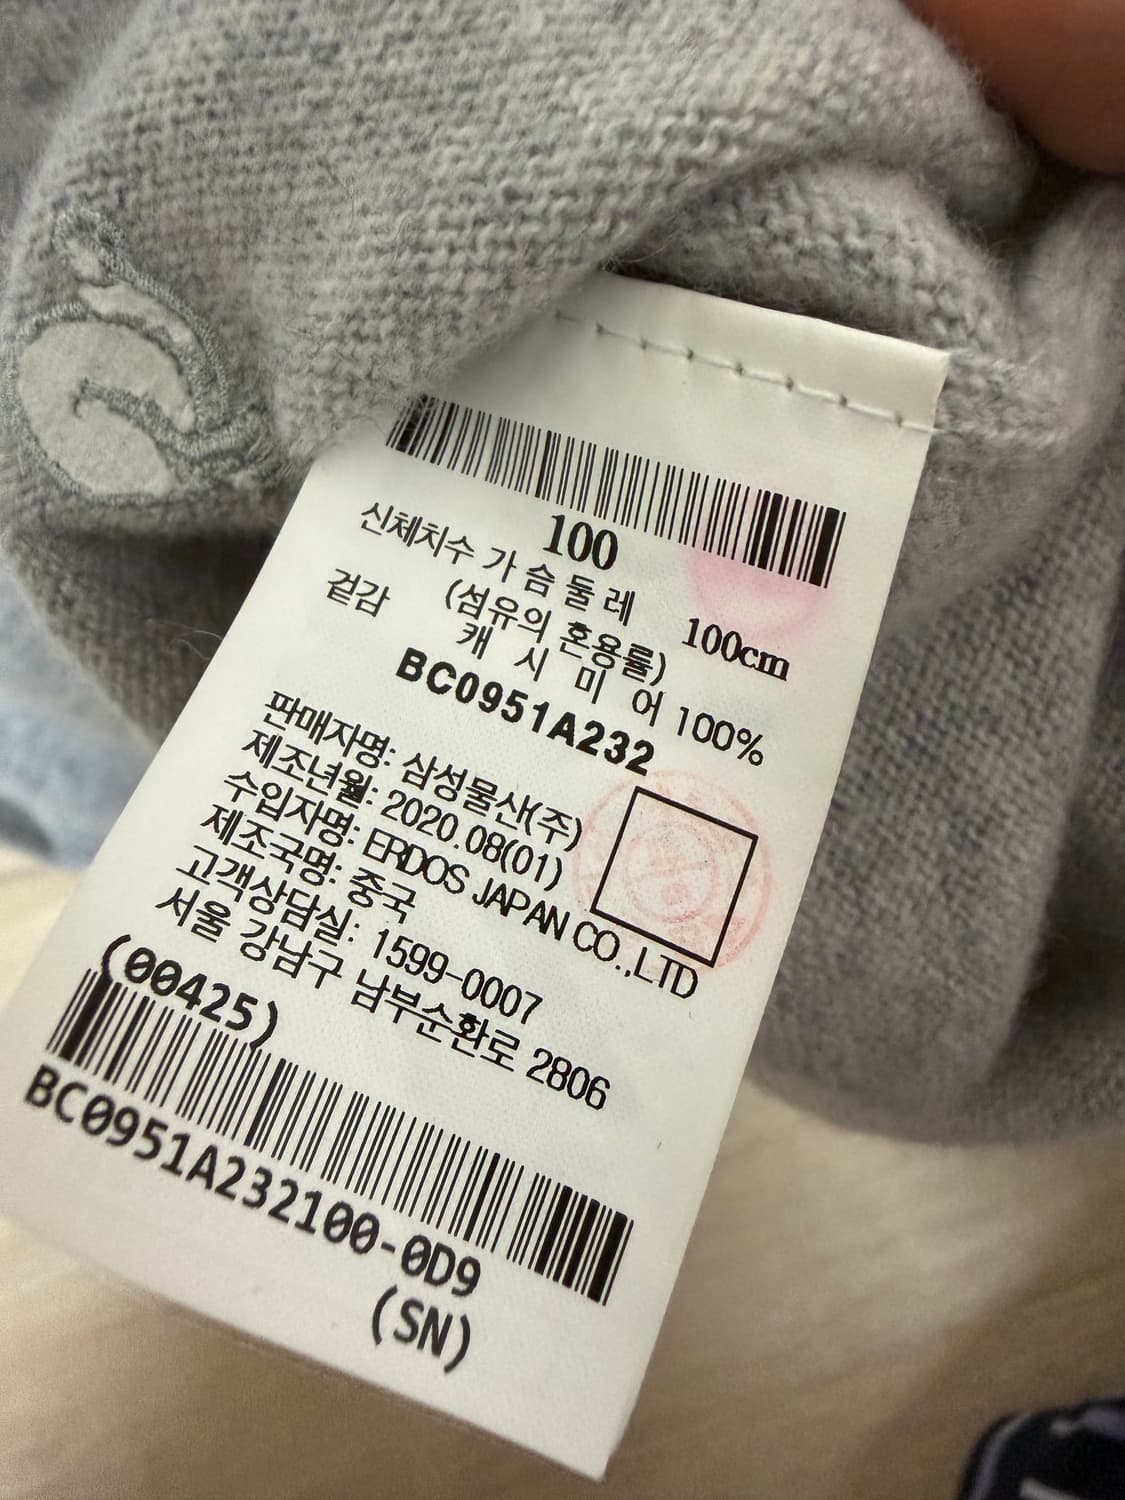 100
신체치수 가슴둘레 100cm
(섬유의 혼용률)
겉감 캐시미어 100%
BC0951A232
판매자명: 삼성물산(주)
제조년월: 2020.08(01)
수입자명: ERDOS JAPAN CO.,LTD
제조국명: 중국
고객상담실: 1599-0007
서울 강남구 남부순환로 2806
(00425)
BC0951A232100-0D9
(SN)